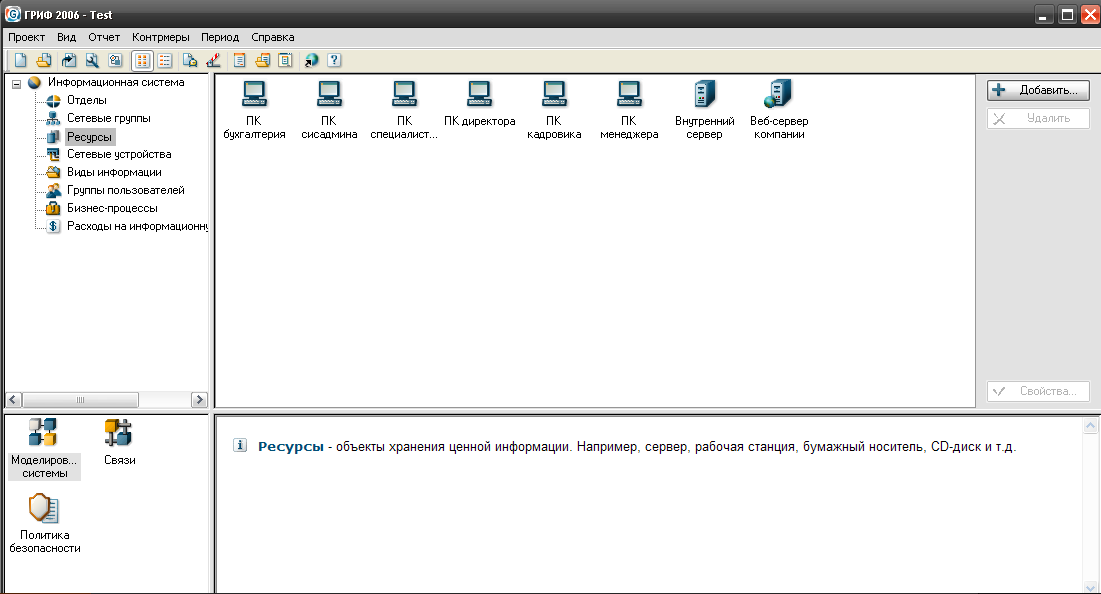 ГРИФ 2006 - Test
Проект Вид Отчет Контрмеры Период Справка
Информационная система
Отделы
Сетевые группы
Ресурсы
Сетевые устройства
Виды информации
Группы пользователей
Бизнес-процессы
Расходы на информационну
ПК
бухгалтерия
ПК
сисадмина
ПК
специалист...
ПК директора
ПК
кадровика
ПК
менеджера
Внутренний
сервер
Веб-сервер
компании
Добавить...
Удалить
Свойства...
Моделиров...
системы
Связи
Политика
безопасности
Ресурсы - объекты хранения ценной информации. Например, сервер, рабочая станция, бумажный носитель, CD-диск и т.д.